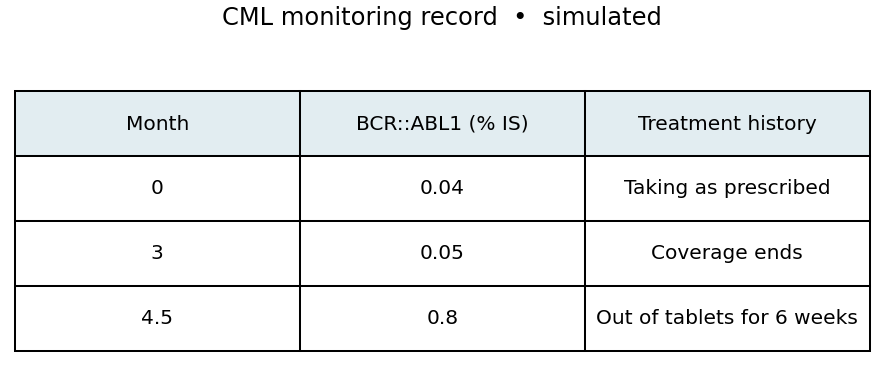 CML monitoring record • simulated
Month BCR::ABL1 (% IS) Treatment history
0 0.04 Taking as prescribed
3 0.05 Coverage ends
4.5 0.8 Out of tablets for 6 weeks